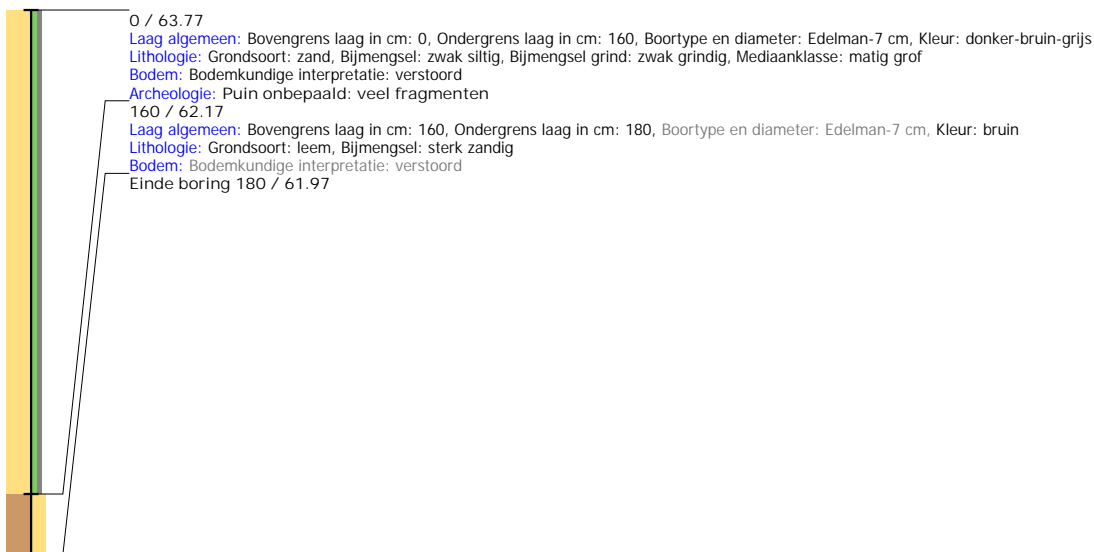 0 / 63.77
Laag algemeen: Bovengrens laag in cm: 0, Ondergrens laag in cm: 160, Boortype en diameter: Edelman-7 cm, Kleur: donker-bruin-grijs
Lithologie: Grondsoort: zand, Bijmengsel: zwak siltig, Bijmengsel grind: zwak grindig, Mediaanklasse: matig grof
Bodem: Bodemkundige interpretatie: verstoord
Archeologie: Puin onbepaald: veel fragmenten
160 / 62.17
Laag algemeen: Bovengrens laag in cm: 160, Ondergrens laag in cm: 180, Boortype en diameter: Edelman-7 cm, Kleur: bruin
Lithologie: Grondsoort: leem, Bijmengsel: sterk zandig
Bodem: Bodemkundige interpretatie: verstoord
Einde boring 180 / 61.97